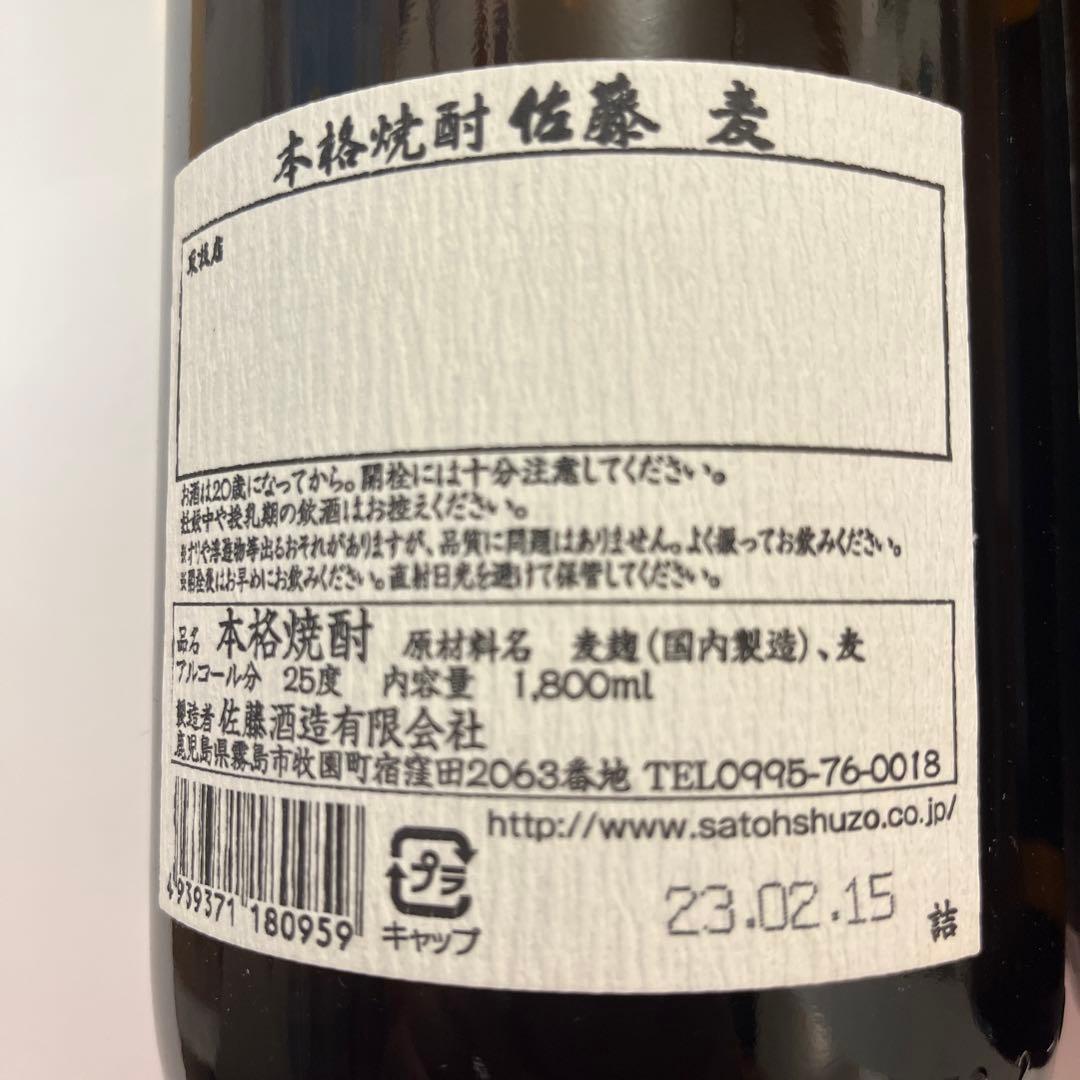 本格焼酎 佐藤 麦
取扱店
お酒は20歳になってから。開栓には十分注意してください。
妊娠中や授乳期の飲酒はお控えください。
※オリや浮遊物等出るおそれがありますが、品質に問題はありません。よく振ってお飲みください。
※開栓後はお早めにお飲みください。直射日光を避けて保管してください。
品名 本格焼酎 原材料名 麦麹(国内製造)、麦
アルコール分 25度 内容量 1,800ml
製造者 佐藤酒造有限会社
鹿児島県霧島市牧園町宿窪田2063番地 TEL0995-76-0018
http://www.satohshuzo.co.jp/
プラ
キャップ
4939371 180959
23.02.15 詰